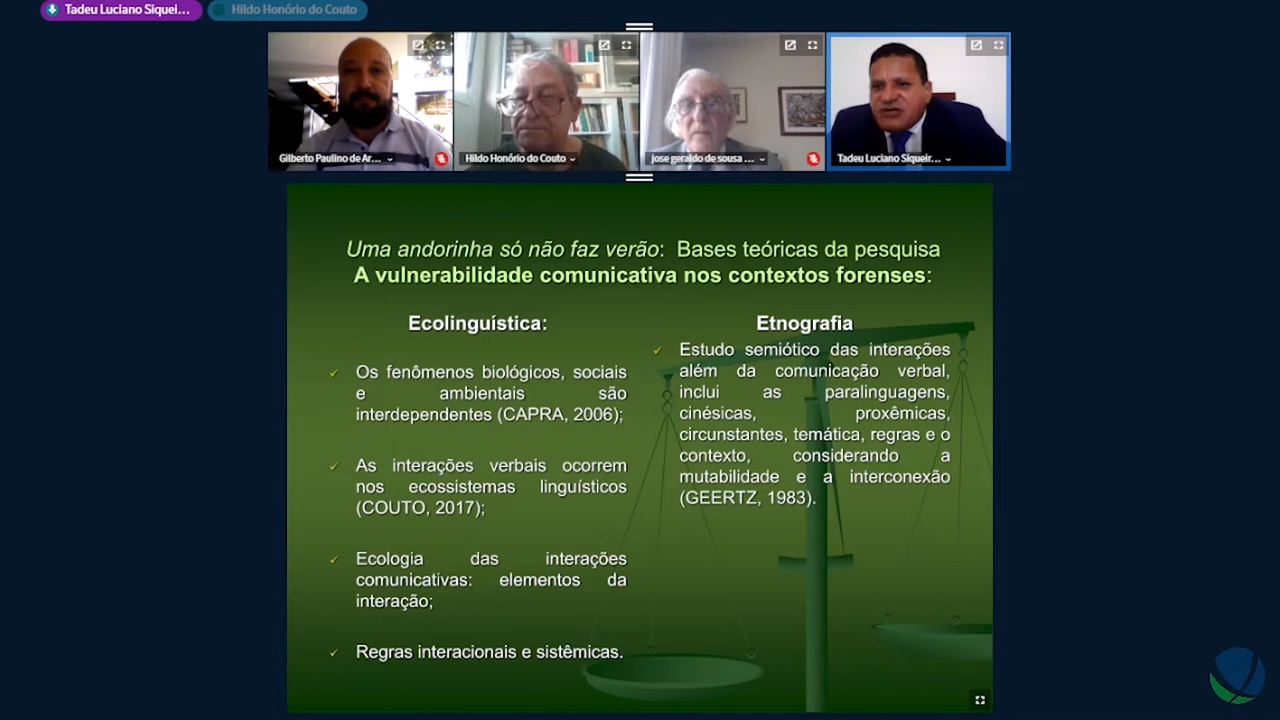 Tadeu Luciano Siquei...
Hildo Honório do Couto
Gilberto Paulino de Ar...
Hildo Honório do Couto
jose geraldo de sousa ...
Tadeu Luciano Siqueir...
Uma andorinha só não faz verão: Bases teóricas da pesquisa
A vulnerabilidade comunicativa nos contextos forenses:
Ecolinguística:
Os fenômenos biológicos, sociais
e ambientais são
interdependentes (CAPRA, 2006);
As interações verbais ocorrem
nos ecossistemas linguísticos
(COUTO, 2017);
Ecologia das interações
comunicativas: elementos da
interação;
Regras interacionais e sistêmicas.
Etnografia
Estudo semiótico das interações
além da comunicação verbal,
inclui as paralinguagens,
cinésicas, proxêmicas,
circunstantes, temática, regras e o
contexto, considerando a
mutabilidade e a interconexão
(GEERTZ, 1983).